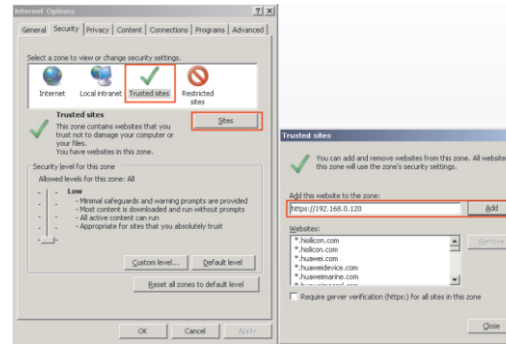 Internet Options
General Security Privacy Content Connections Programs Advanced
Select a zone to view or change security settings.
Internet Local intranet Trusted sites Restricted sites
Trusted sites
Sites
This zone contains websites that you
trust not to damage your computer or
your files.
You have websites in this zone.
Security level for this zone
Allowed levels for this zone: All
Low
- Minimal safeguards and warning prompts are provided
- Most content is downloaded and run without prompts
- All active content can run
- Appropriate for sites that you absolutely trust
Custom level... Default level
Reset all zones to default level
OK Cancel Apply
Trusted sites
You can add and remove websites from this zone. All website
this zone will use the zone's security settings.
Add this website to the zone:
https://192.168.0.120 Add
Websites:
*.hisilicon.com Remove
*.huawei.com
*.huaweidevice.com
*.huaweimarine.com
Require server verification (https:) for all sites in this zone
Close